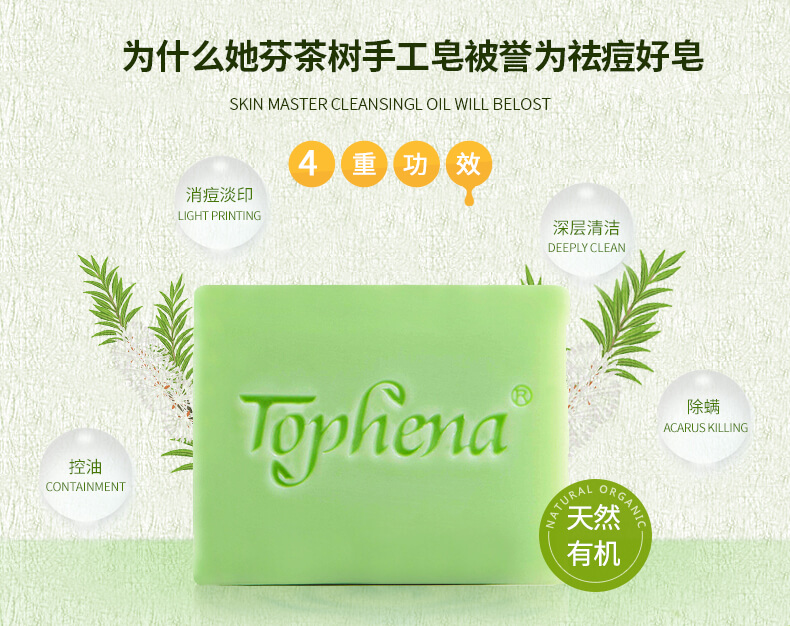 为什么她芬茶树手工皂被誉为祛痘好皂
SKIN MASTER CLEANSINGL OIL WILL BELOST
4重功效
消痘淡印
LIGHT PRINTING
深层清洁
DEEPLY CLEAN
除螨
ACARUS KILLING
控油
CONTAINMENT
Tophena®
NATURAL ORGANIC
天然
有机